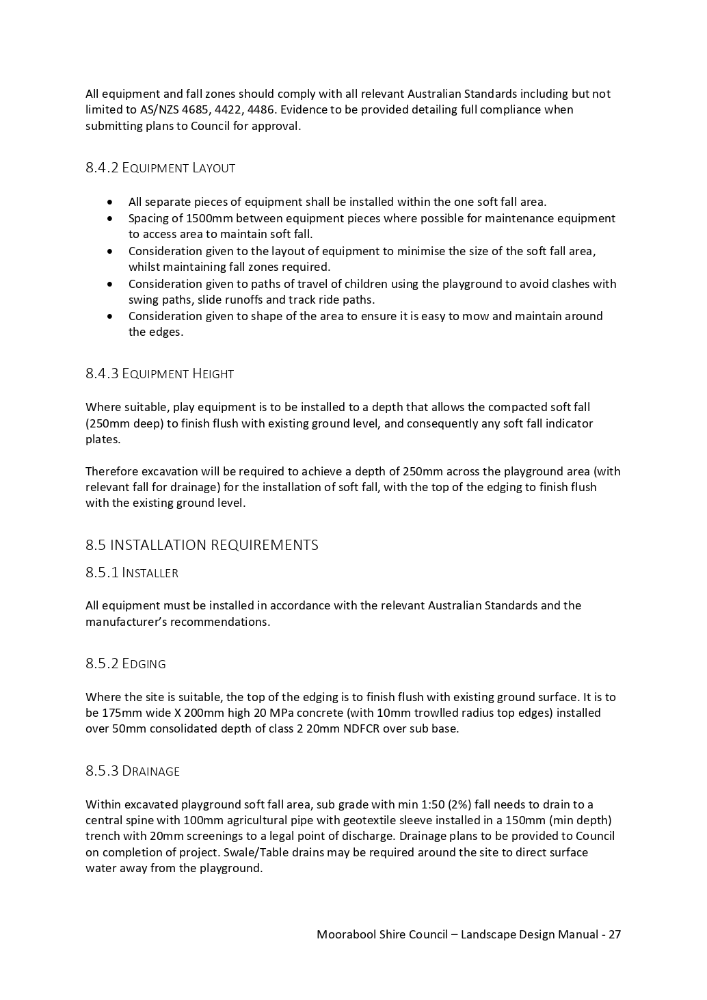 All equipment and fall zones should comply with all relevant Australian Standards including but not
limited to AS/NZS 4685, 4422, 4486. Evidence to be provided detailing full compliance when
submitting plans to Council for approval.
8.4.2 EQUIPMENT LAYOUT
• All separate pieces of equipment shall be installed within the one soft fall area.
• Spacing of 1500mm between equipment pieces where possible for maintenance equipment
to access area to maintain soft fall.
• Consideration given to the layout of equipment to minimise the size of the soft fall area,
whilst maintaining fall zones required.
• Consideration given to paths of travel of children using the playground to avoid clashes with
swing paths, slide runoffs and track ride paths.
• Consideration given to shape of the area to ensure it is easy to mow and maintain around
the edges.
8.4.3 EQUIPMENT HEIGHT
Where suitable, play equipment is to be installed to a depth that allows the compacted soft fall
(250mm deep) to finish flush with existing ground level, and consequently any soft fall indicator
plates.
Therefore excavation will be required to achieve a depth of 250mm across the playground area (with
relevant fall for drainage) for the installation of soft fall, with the top of the edging to finish flush
with the existing ground level.
8.5 INSTALLATION REQUIREMENTS
8.5.1 INSTALLER
All equipment must be installed in accordance with the relevant Australian Standards and the
manufacturer’s recommendations.
8.5.2 EDGING
Where the site is suitable, the top of the edging is to finish flush with existing ground surface. It is to
be 175mm wide X 200mm high 20 MPa concrete (with 10mm trowlled radius top edges) installed
over 50mm consolidated depth of class 2 20mm NDFCR over sub base.
8.5.3 DRAINAGE
Within excavated playground soft fall area, sub grade with min 1:50 (2%) fall needs to drain to a
central spine with 100mm agricultural pipe with geotextile sleeve installed in a 150mm (min depth)
trench with 20mm screenings to a legal point of discharge. Drainage plans to be provided to Council
on completion of project. Swale/Table drains may be required around the site to direct surface
water away from the playground.
Moorabool Shire Council – Landscape Design Manual - 27